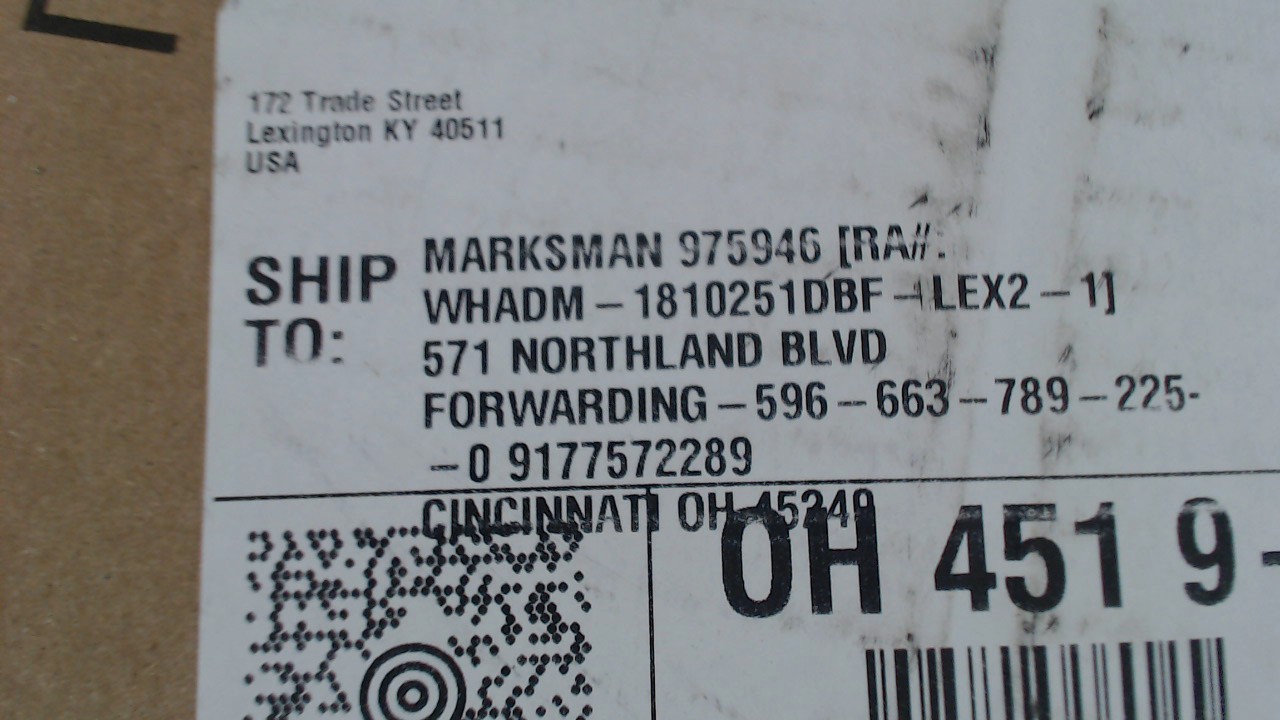 172 Trade Street
Lexington KY 40511
USA
SHIP TO:
MARKSMAN 975946 [RA#:
WHADM-1810251DBF-LEX2-1]
571 NORTHLAND BLVD
FORWARDING-596-663-789-225-
-0 9177572289
CINCINNATI OH 45240
OH 451 9-